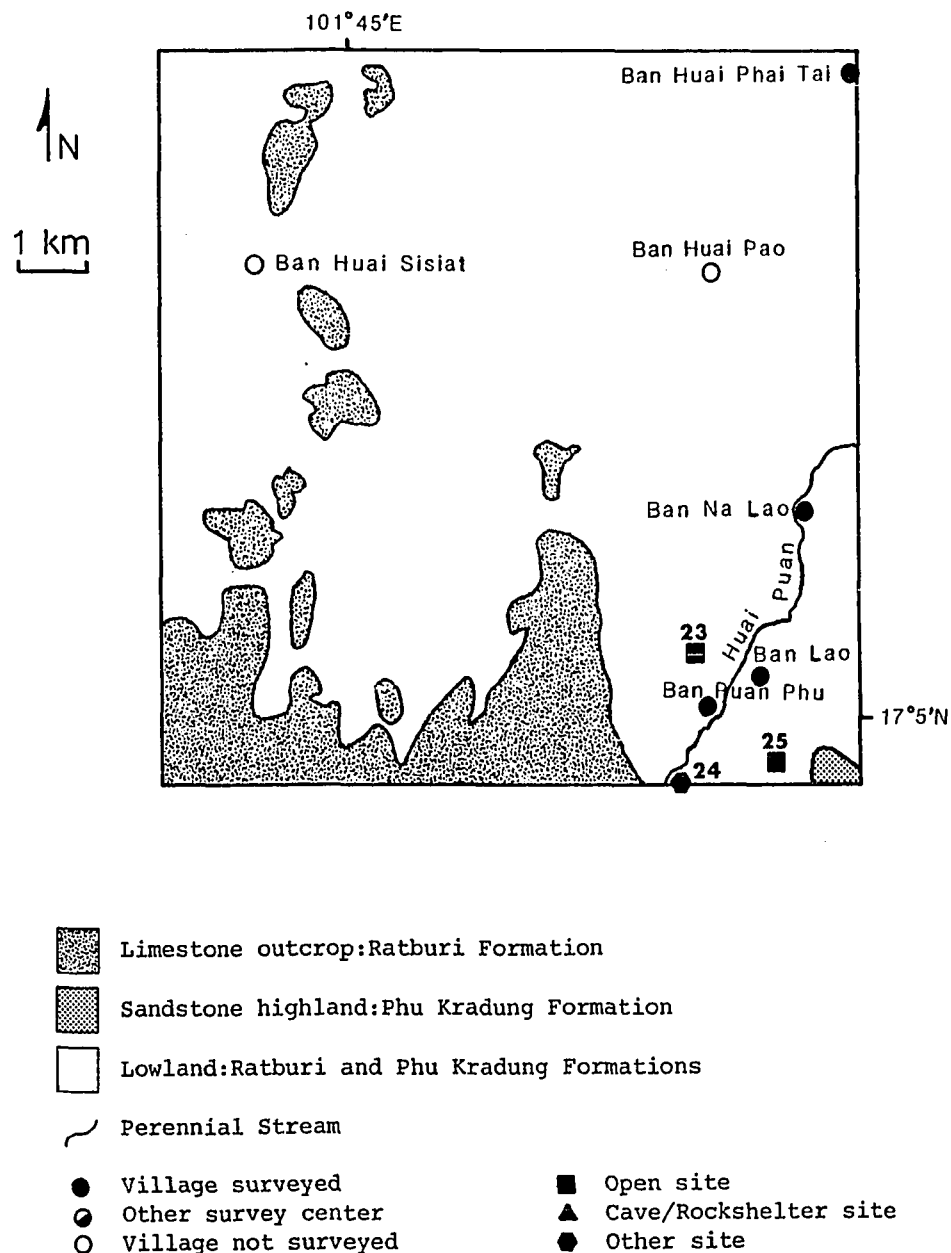 101°45'E
Ban Huai Phai Tai
N
1 km
Ban Huai Sisiat
Ban Huai Pao
Ban Na Lao
Huai Puan
23
Ban Lao
Ban Puan Phu
17°5'N
25
24
Limestone outcrop:Ratburi Formation
Sandstone highland:Phu Kradung Formation
Lowland:Ratburi and Phu Kradung Formations
Perennial Stream
Village surveyed
Open site
Other survey center
Cave/Rockshelter site
Village not surveyed
Other site